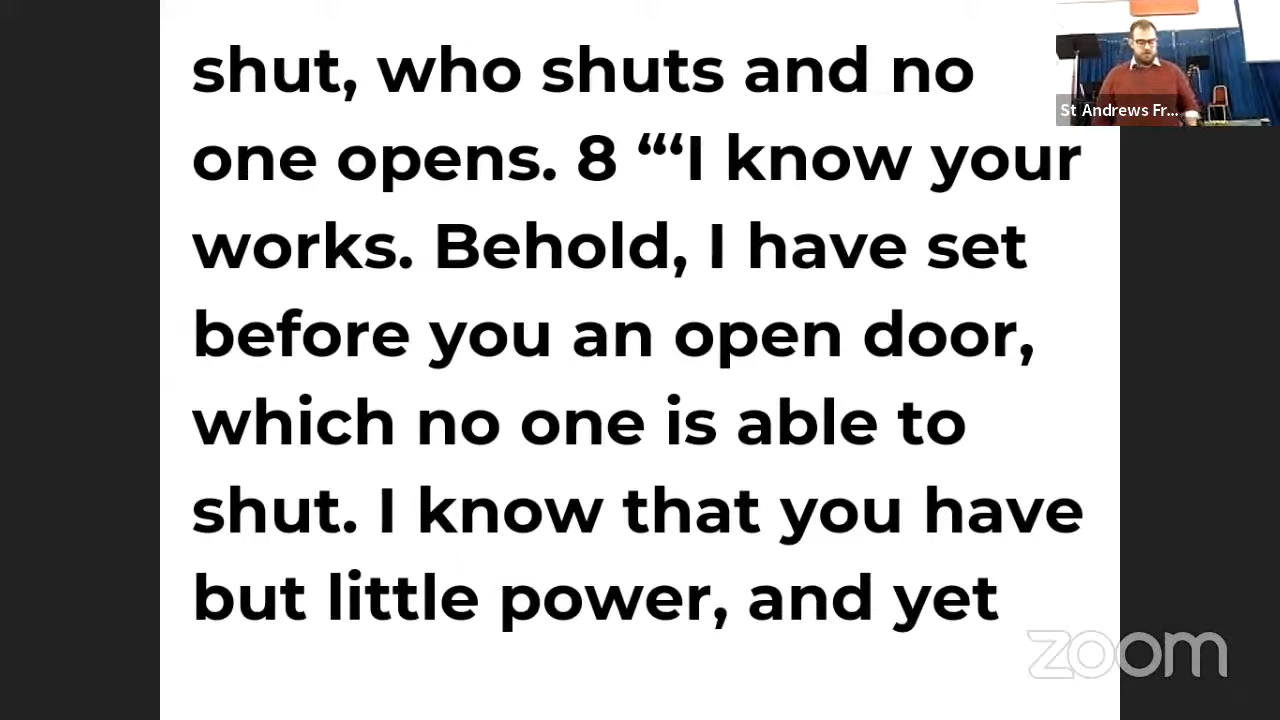 shut, who shuts and no
one opens. 8 “‘I know your
works. Behold, I have set
before you an open door,
which no one is able to
shut. I know that you have
but little power, and yet
St Andrews Fr...
zoom